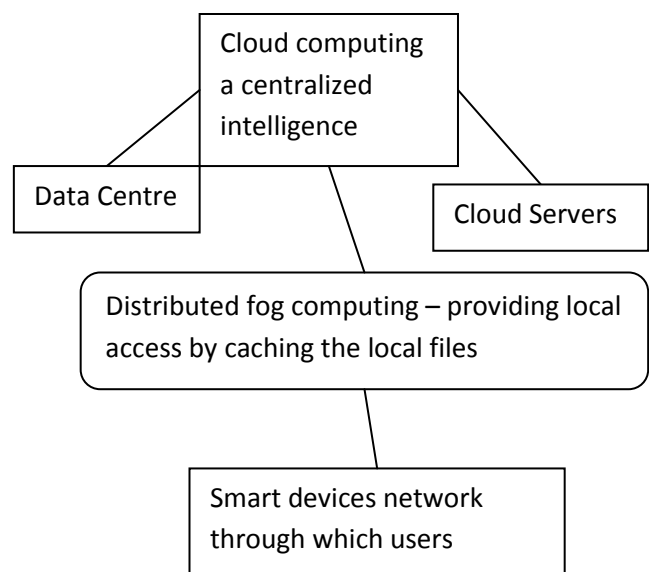 Cloud computing
a centralized
intelligence
Data Centre
Cloud Servers
Distributed fog computing – providing local
access by caching the local files
Smart devices network
through which users